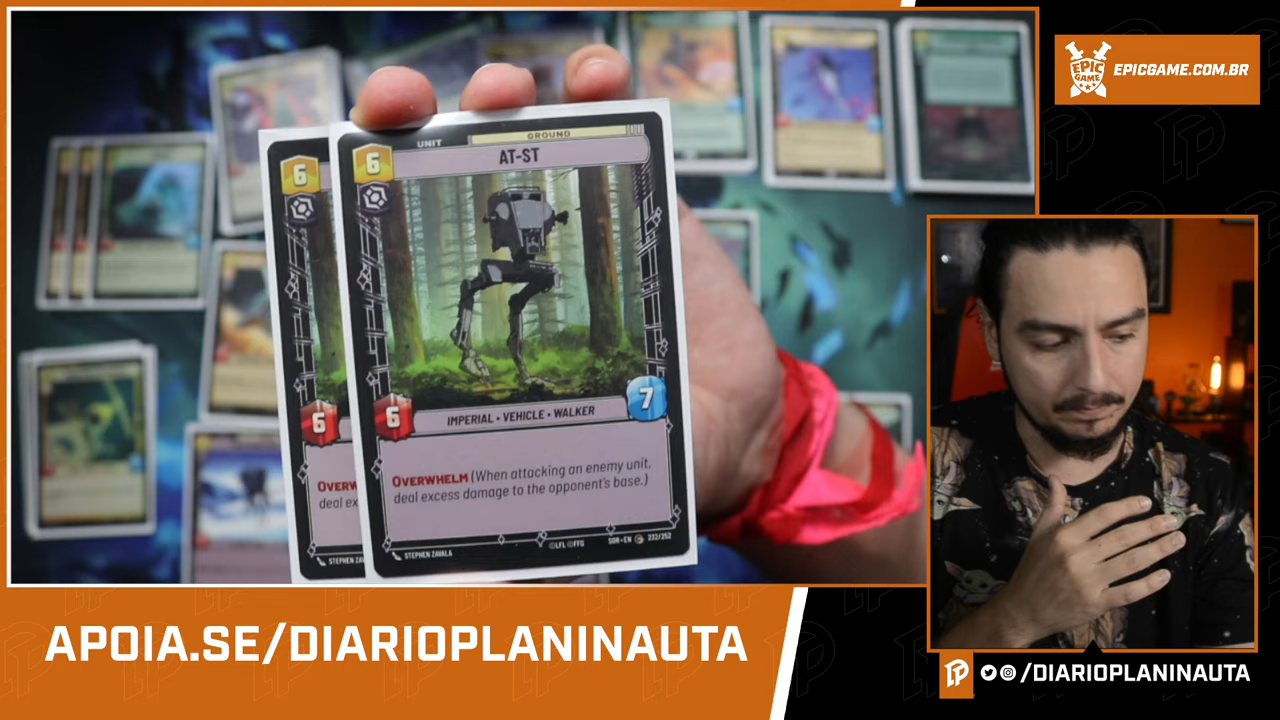 EPIC
GAME
EPICGAME.COM.BR
UNIT
GROUND
6
6
AT-ST
6
6
7
IMPERIAL • VEHICLE • WALKER
OVERWHELM (When attacking an enemy unit,
deal excess damage to the opponent's base.)
OVERW
deal ex
STEPHEN ZAVALA
©LFL ©FFG
SOR • EN
232/252
STEPHEN ZA
APOIA.SE/DIARIOPLANINAUTA
/DIARIOPLANINAUTA